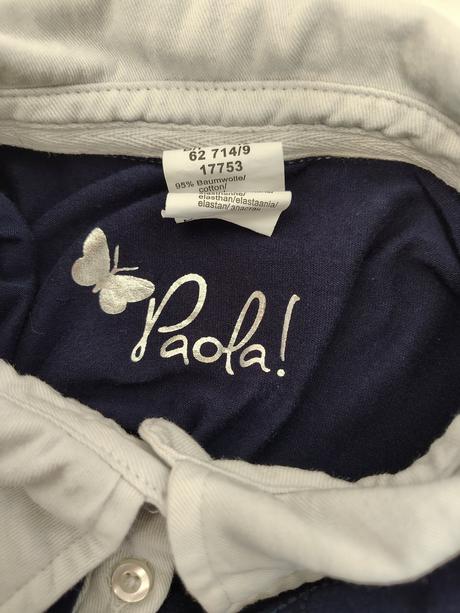 62 714/9
17753
95% Baumwolle/
cotton/
elasthan/elastaania/
elastan/
Paola!